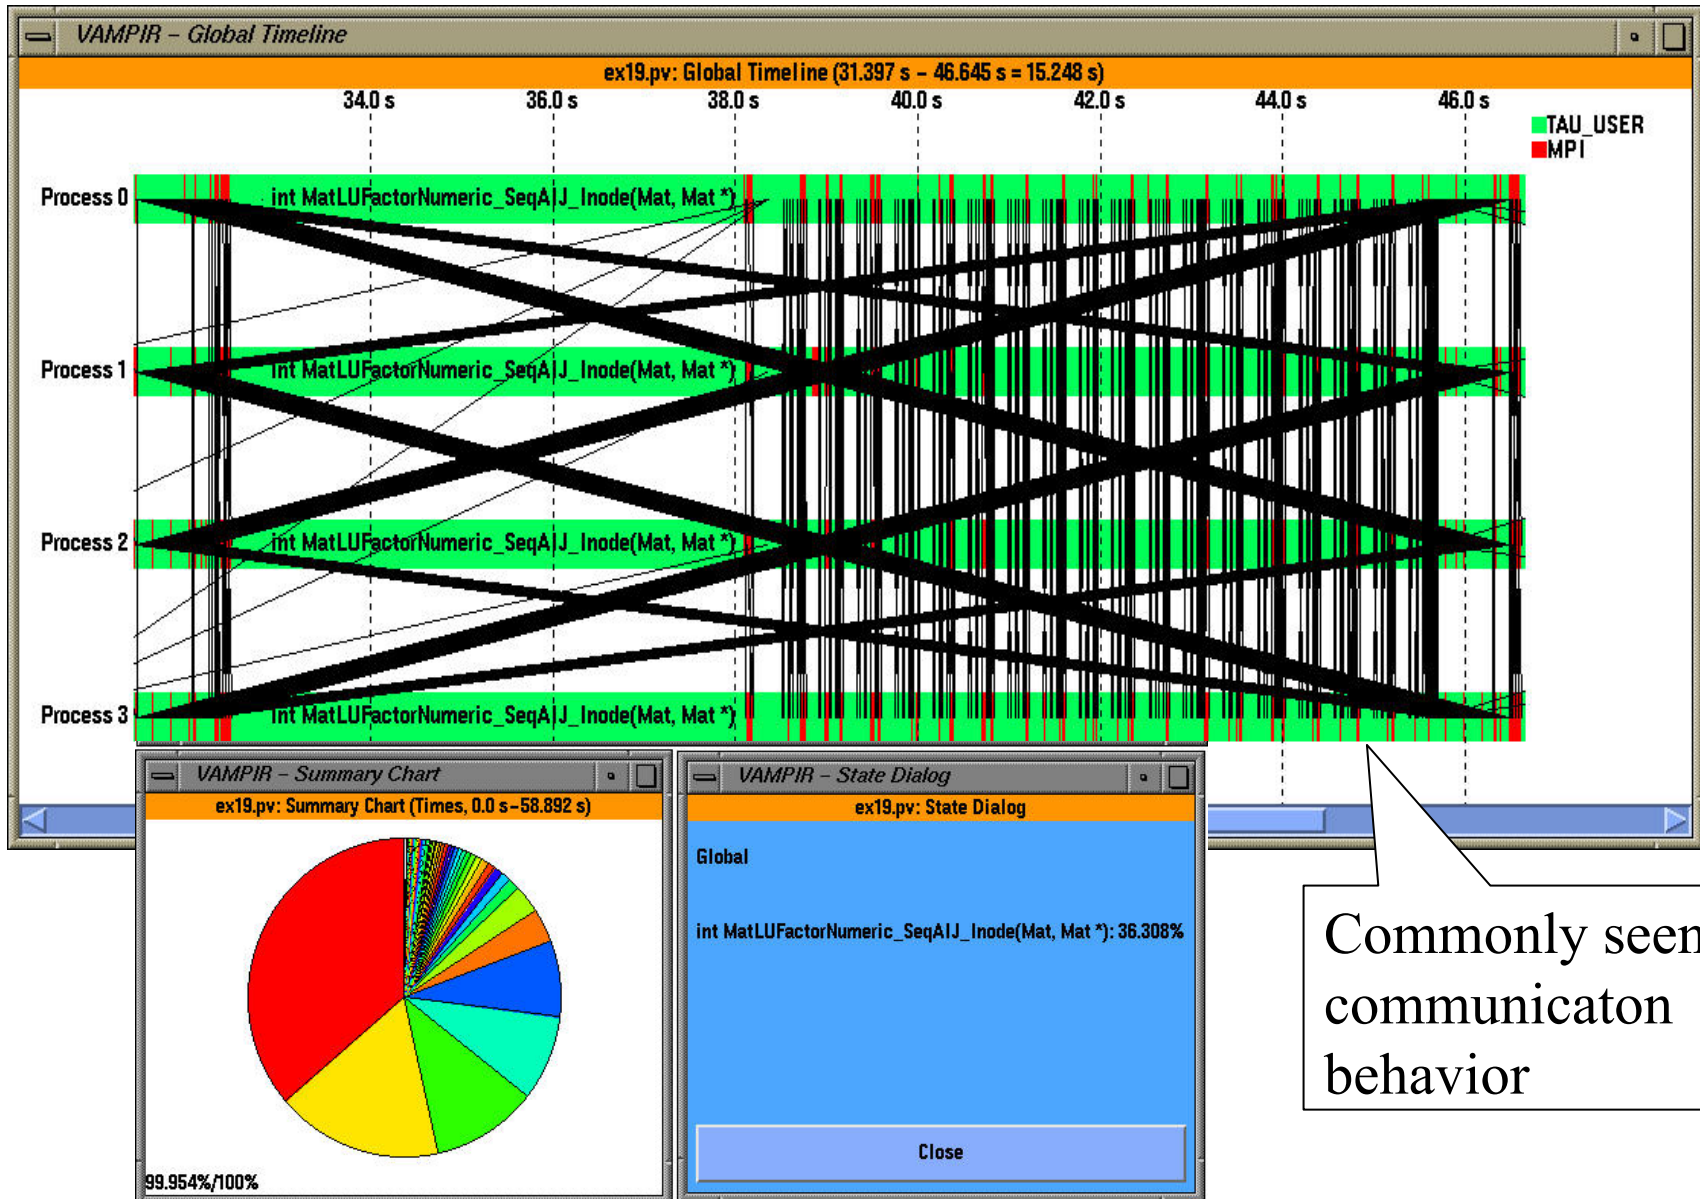 VAMPIR – Global Timeline
ex19.pv: Global Timeline (31.397 s – 46.645 s = 15.248 s)
34.0 s 36.0 s 38.0 s 40.0 s 42.0 s 44.0 s 46.0 s
TAU_USER
MPI
Process 0 int MatLUFactorNumeric_SeqAIJ_Inode(Mat, Mat *)
Process 1 int MatLUFactorNumeric_SeqAIJ_Inode(Mat, Mat *)
Process 2 int MatLUFactorNumeric_SeqAIJ_Inode(Mat, Mat *)
Process 3 int MatLUFactorNumeric_SeqAIJ_Inode(Mat, Mat *)
VAMPIR – Summary Chart
ex19.pv: Summary Chart (Times, 0.0 s–58.892 s)
99.954%/100%
VAMPIR – State Dialog
ex19.pv: State Dialog
Global
int MatLUFactorNumeric_SeqAIJ_Inode(Mat, Mat *): 36.308%
Close
Commonly seen
communicaton
behavior